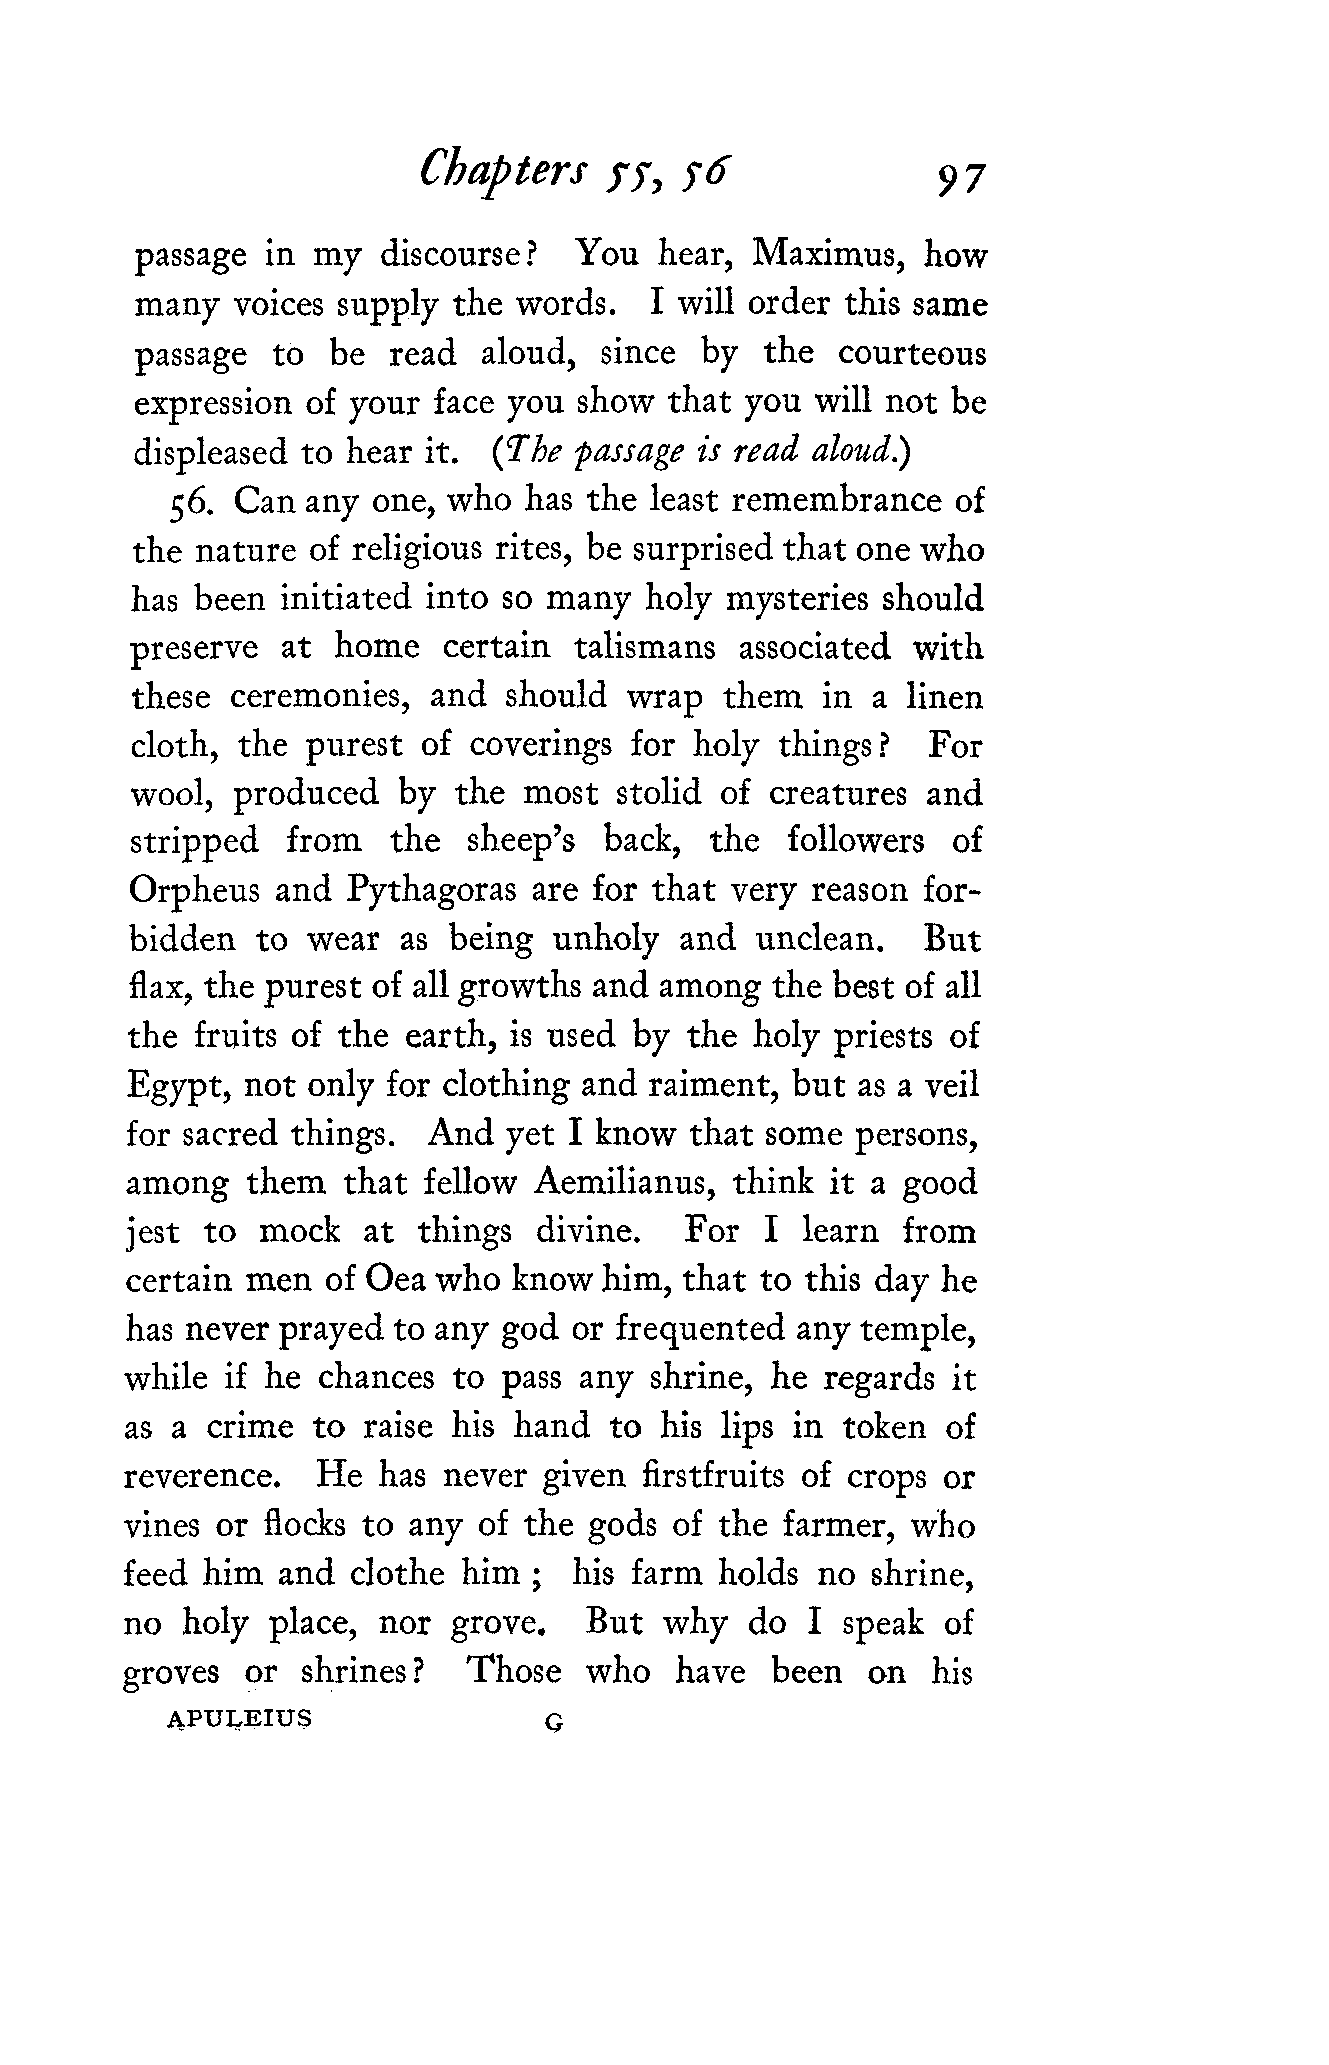 Chapters 55, 56 97
passage in my discourse? You hear, Maximus, how
many voices supply the words. I will order this same
passage to be read aloud, since by the courteous
expression of your face you show that you will not be
displeased to hear it. (The passage is read aloud.)
56. Can any one, who has the least remembrance of
the nature of religious rites, be surprised that one who
has been initiated into so many holy mysteries should
preserve at home certain talismans associated with
these ceremonies, and should wrap them in a linen
cloth, the purest of coverings for holy things? For
wool, produced by the most stolid of creatures and
stripped from the sheep's back, the followers of
Orpheus and Pythagoras are for that very reason for-
bidden to wear as being unholy and unclean. But
flax, the purest of all growths and among the best of all
the fruits of the earth, is used by the holy priests of
Egypt, not only for clothing and raiment, but as a veil
for sacred things. And yet I know that some persons,
among them that fellow Aemilianus, think it a good
jest to mock at things divine. For I learn from
certain men of Oea who know him, that to this day he
has never prayed to any god or frequented any temple,
while if he chances to pass any shrine, he regards it
as a crime to raise his hand to his lips in token of
reverence. He has never given firstfruits of crops or
vines or flocks to any of the gods of the farmer, who
feed him and clothe him ; his farm holds no shrine,
no holy place, nor grove. But why do I speak of
groves or shrines? Those who have been on his
APULEIUS G